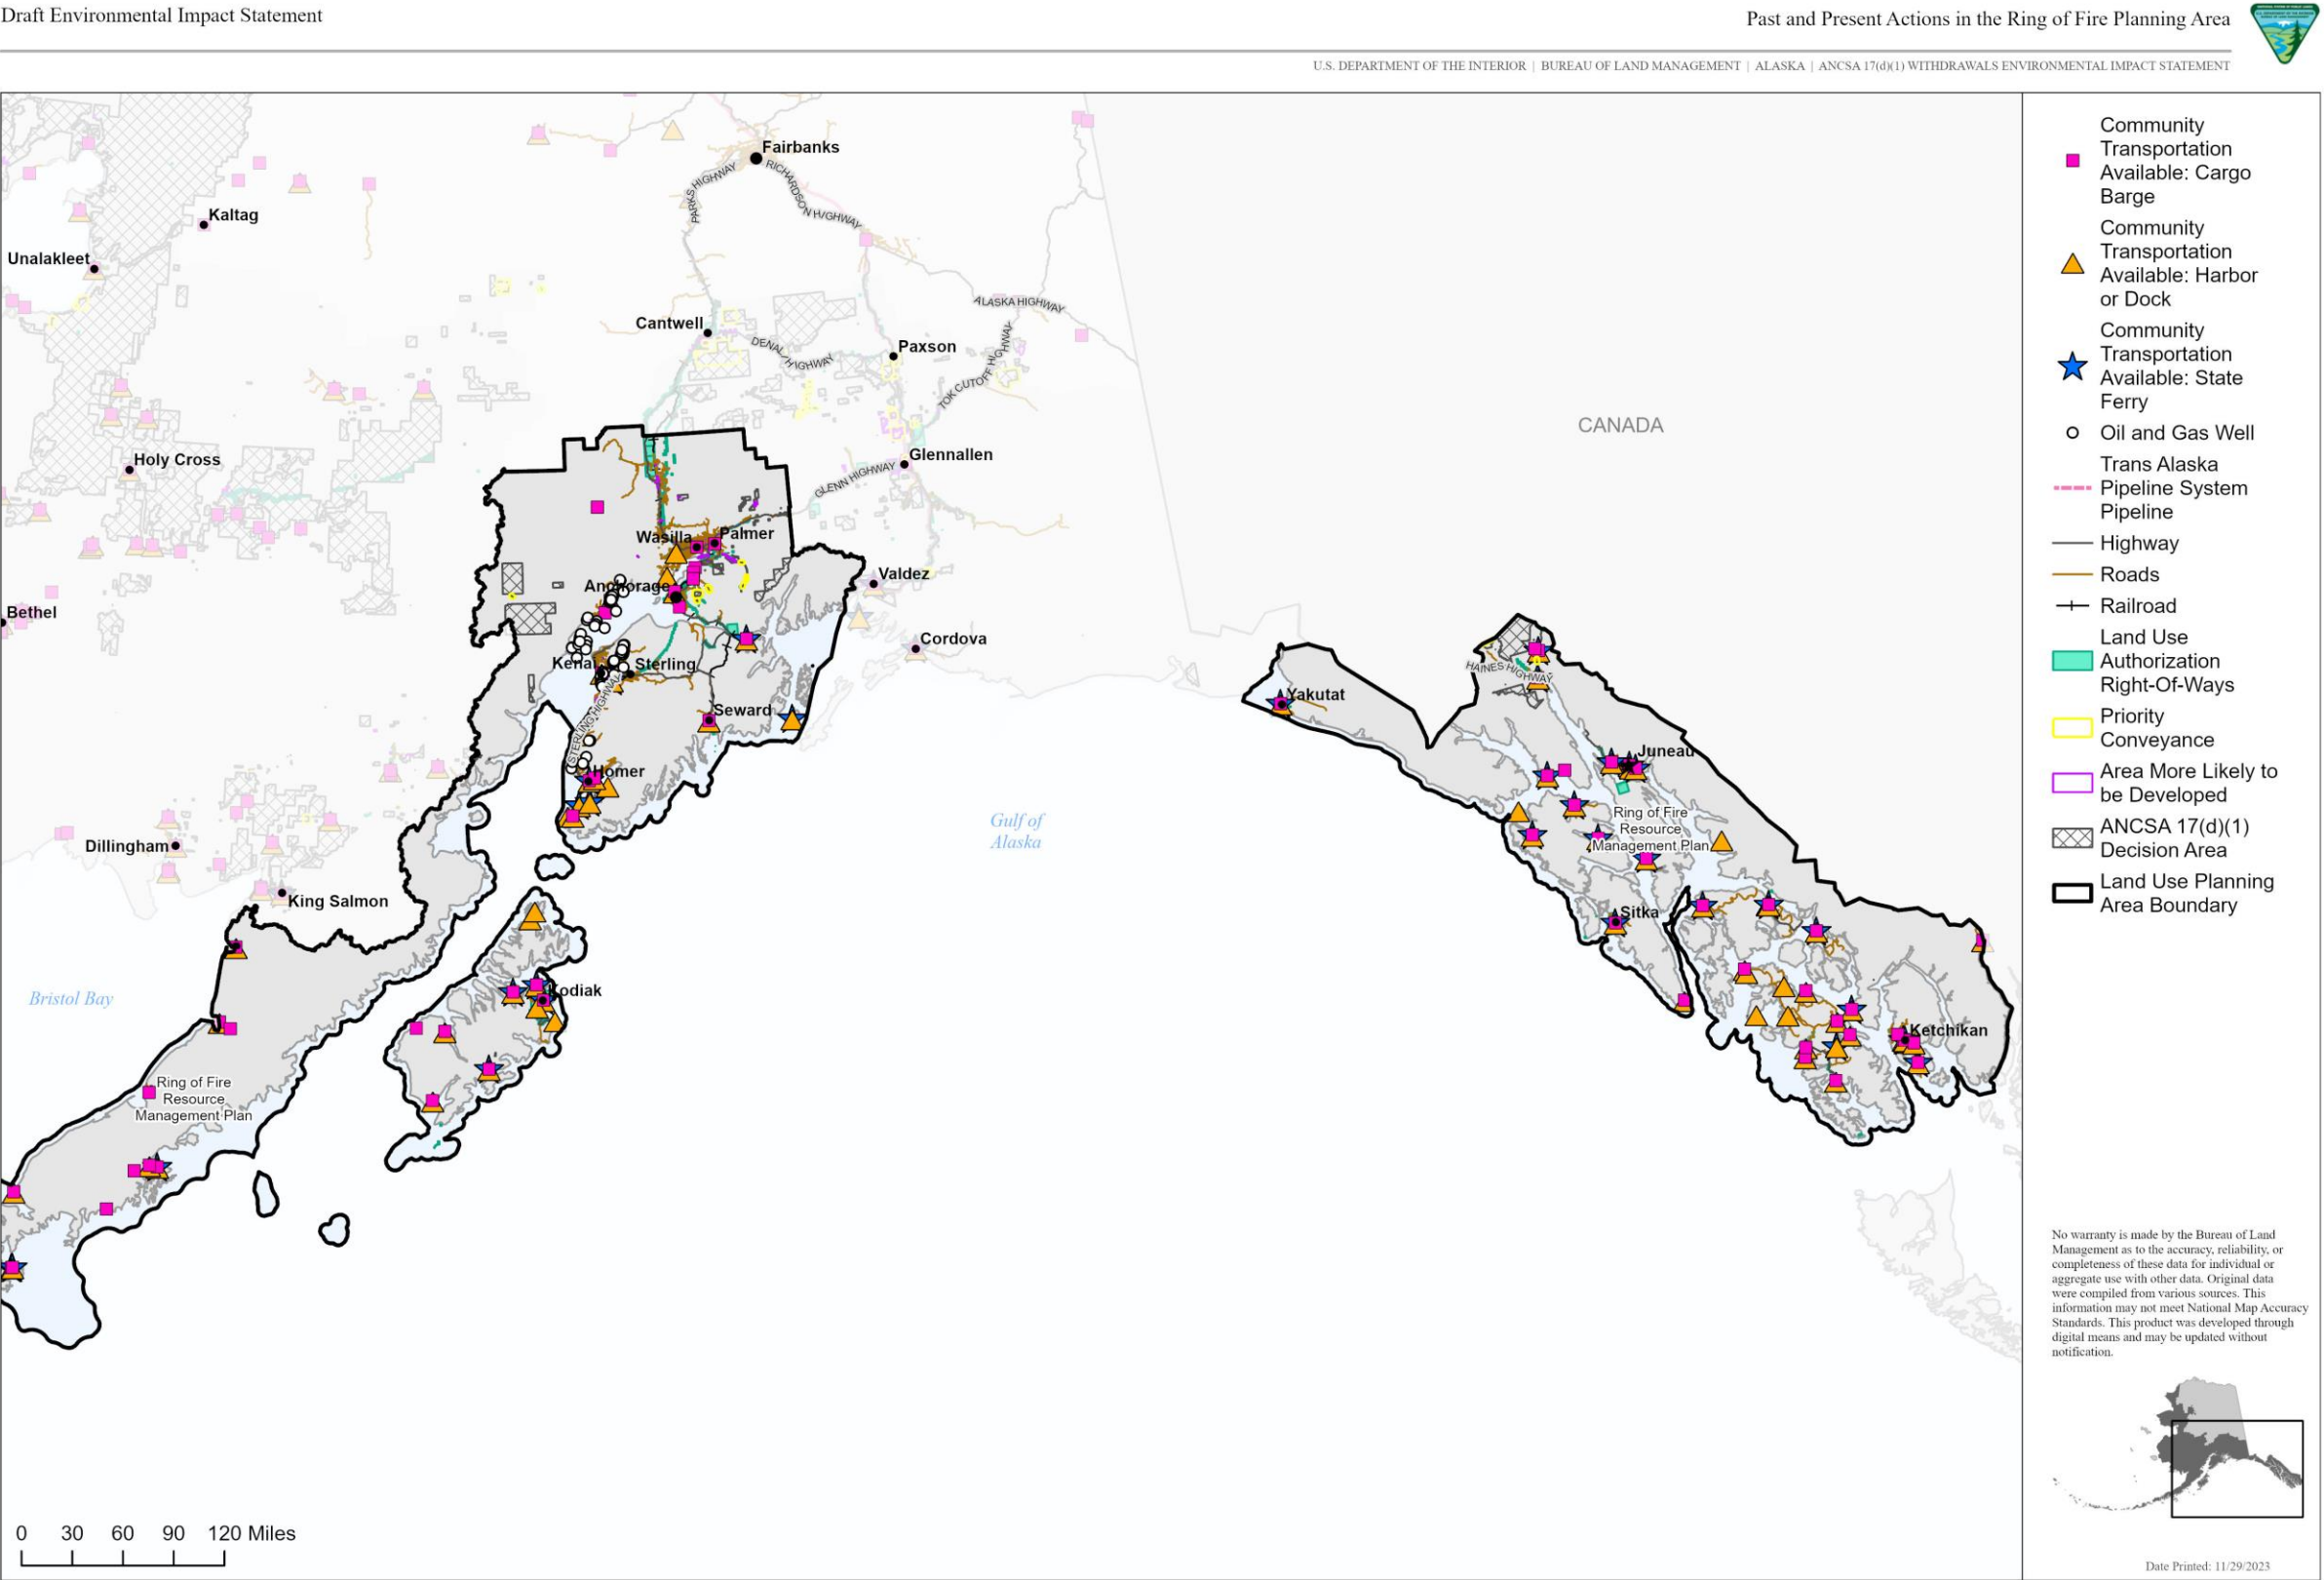 Draft Environmental Impact Statement
Past and Present Actions in the Ring of Fire Planning Area
U.S. DEPARTMENT OF THE INTERIOR | BUREAU OF LAND MANAGEMENT | ALASKA | ANCSA 17(d)(1) WITHDRAWALS ENVIRONMENTAL IMPACT STATEMENT
Fairbanks
PARKS HIGHWAY
RICHARDSON HIGHWAY
Kaltag
Unalakleet
ALASKA HIGHWAY
Cantwell
DENALI HIGHWAY
Paxson
TOK CUTOFF HIGHWAY
CANADA
Holy Cross
Glennallen
GLENN HIGHWAY
Wasilla
Palmer
Anchorage
Valdez
Bethel
Cordova
Kenai
Sterling
STERLING HIGHWAY
Seward
Homer
HAINES HIGHWAY
Yakutat
Juneau
Gulf of
Alaska
Ring of Fire
Resource
Management Plan
Dillingham
King Salmon
Sitka
Bristol Bay
Kodiak
Ketchikan
Ring of Fire
Resource
Management Plan
0 30 60 90 120 Miles
Community
Transportation
Available: Cargo
Barge
Community
Transportation
Available: Harbor
or Dock
Community
Transportation
Available: State
Ferry
Oil and Gas Well
Trans Alaska
Pipeline System
Pipeline
Highway
Roads
Railroad
Land Use
Authorization
Right-Of-Ways
Priority
Conveyance
Area More Likely to
be Developed
ANCSA 17(d)(1)
Decision Area
Land Use Planning
Area Boundary
No warranty is made by the Bureau of Land
Management as to the accuracy, reliability, or
completeness of these data for individual or
aggregate use with other data. Original data
were compiled from various sources. This
information may not meet National Map Accuracy
Standards. This product was developed through
digital means and may be updated without
notification.
Date Printed: 11/29/2023